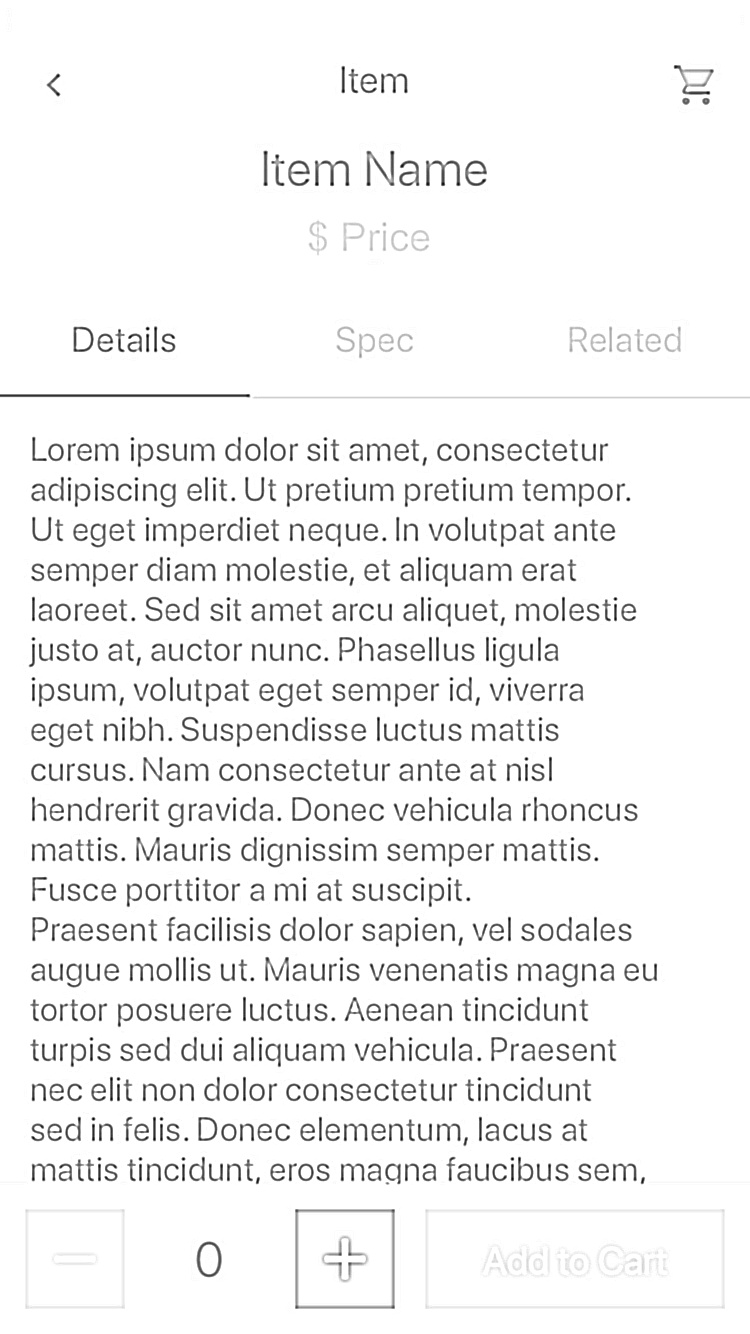 Item
Item Name
$ Price
Details Spec Related
Lorem ipsum dolor sit amet, consectetur
adipiscing elit. Ut pretium pretium tempor.
Ut eget imperdiet neque. In volutpat ante
semper diam molestie, et aliquam erat
laoreet. Sed sit amet arcu aliquet, molestie
justo at, auctor nunc. Phasellus ligula
ipsum, volutpat eget semper id, viverra
eget nibh. Suspendisse luctus mattis
cursus. Nam consectetur ante at nisl
hendrerit gravida. Donec vehicula rhoncus
mattis. Mauris dignissim semper mattis.
Fusce porttitor a mi at suscipit.
Praesent facilisis dolor sapien, vel sodales
augue mollis ut. Mauris venenatis magna eu
tortor posuere luctus. Aenean tincidunt
turpis sed dui aliquam vehicula. Praesent
nec elit non dolor consectetur tincidunt
sed in felis. Donec elementum, lacus at
mattis tincidunt, eros magna faucibus sem,
0 Add to Cart